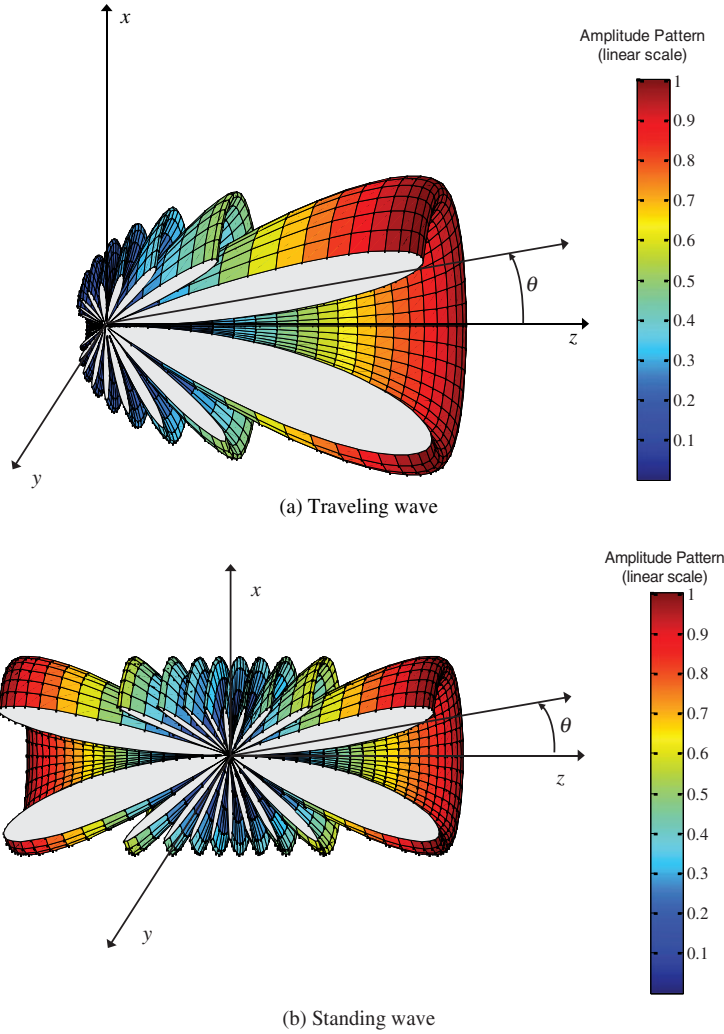 x
Amplitude Pattern
(linear scale)
1
0.9
0.8
0.7
0.6
0.5
0.4
0.3
0.2
0.1
θ
z
y
(a) Traveling wave
Amplitude Pattern
(linear scale)
x
1
0.9
0.8
0.7
0.6
0.5
0.4
0.3
0.2
0.1
θ
z
y
(b) Standing wave